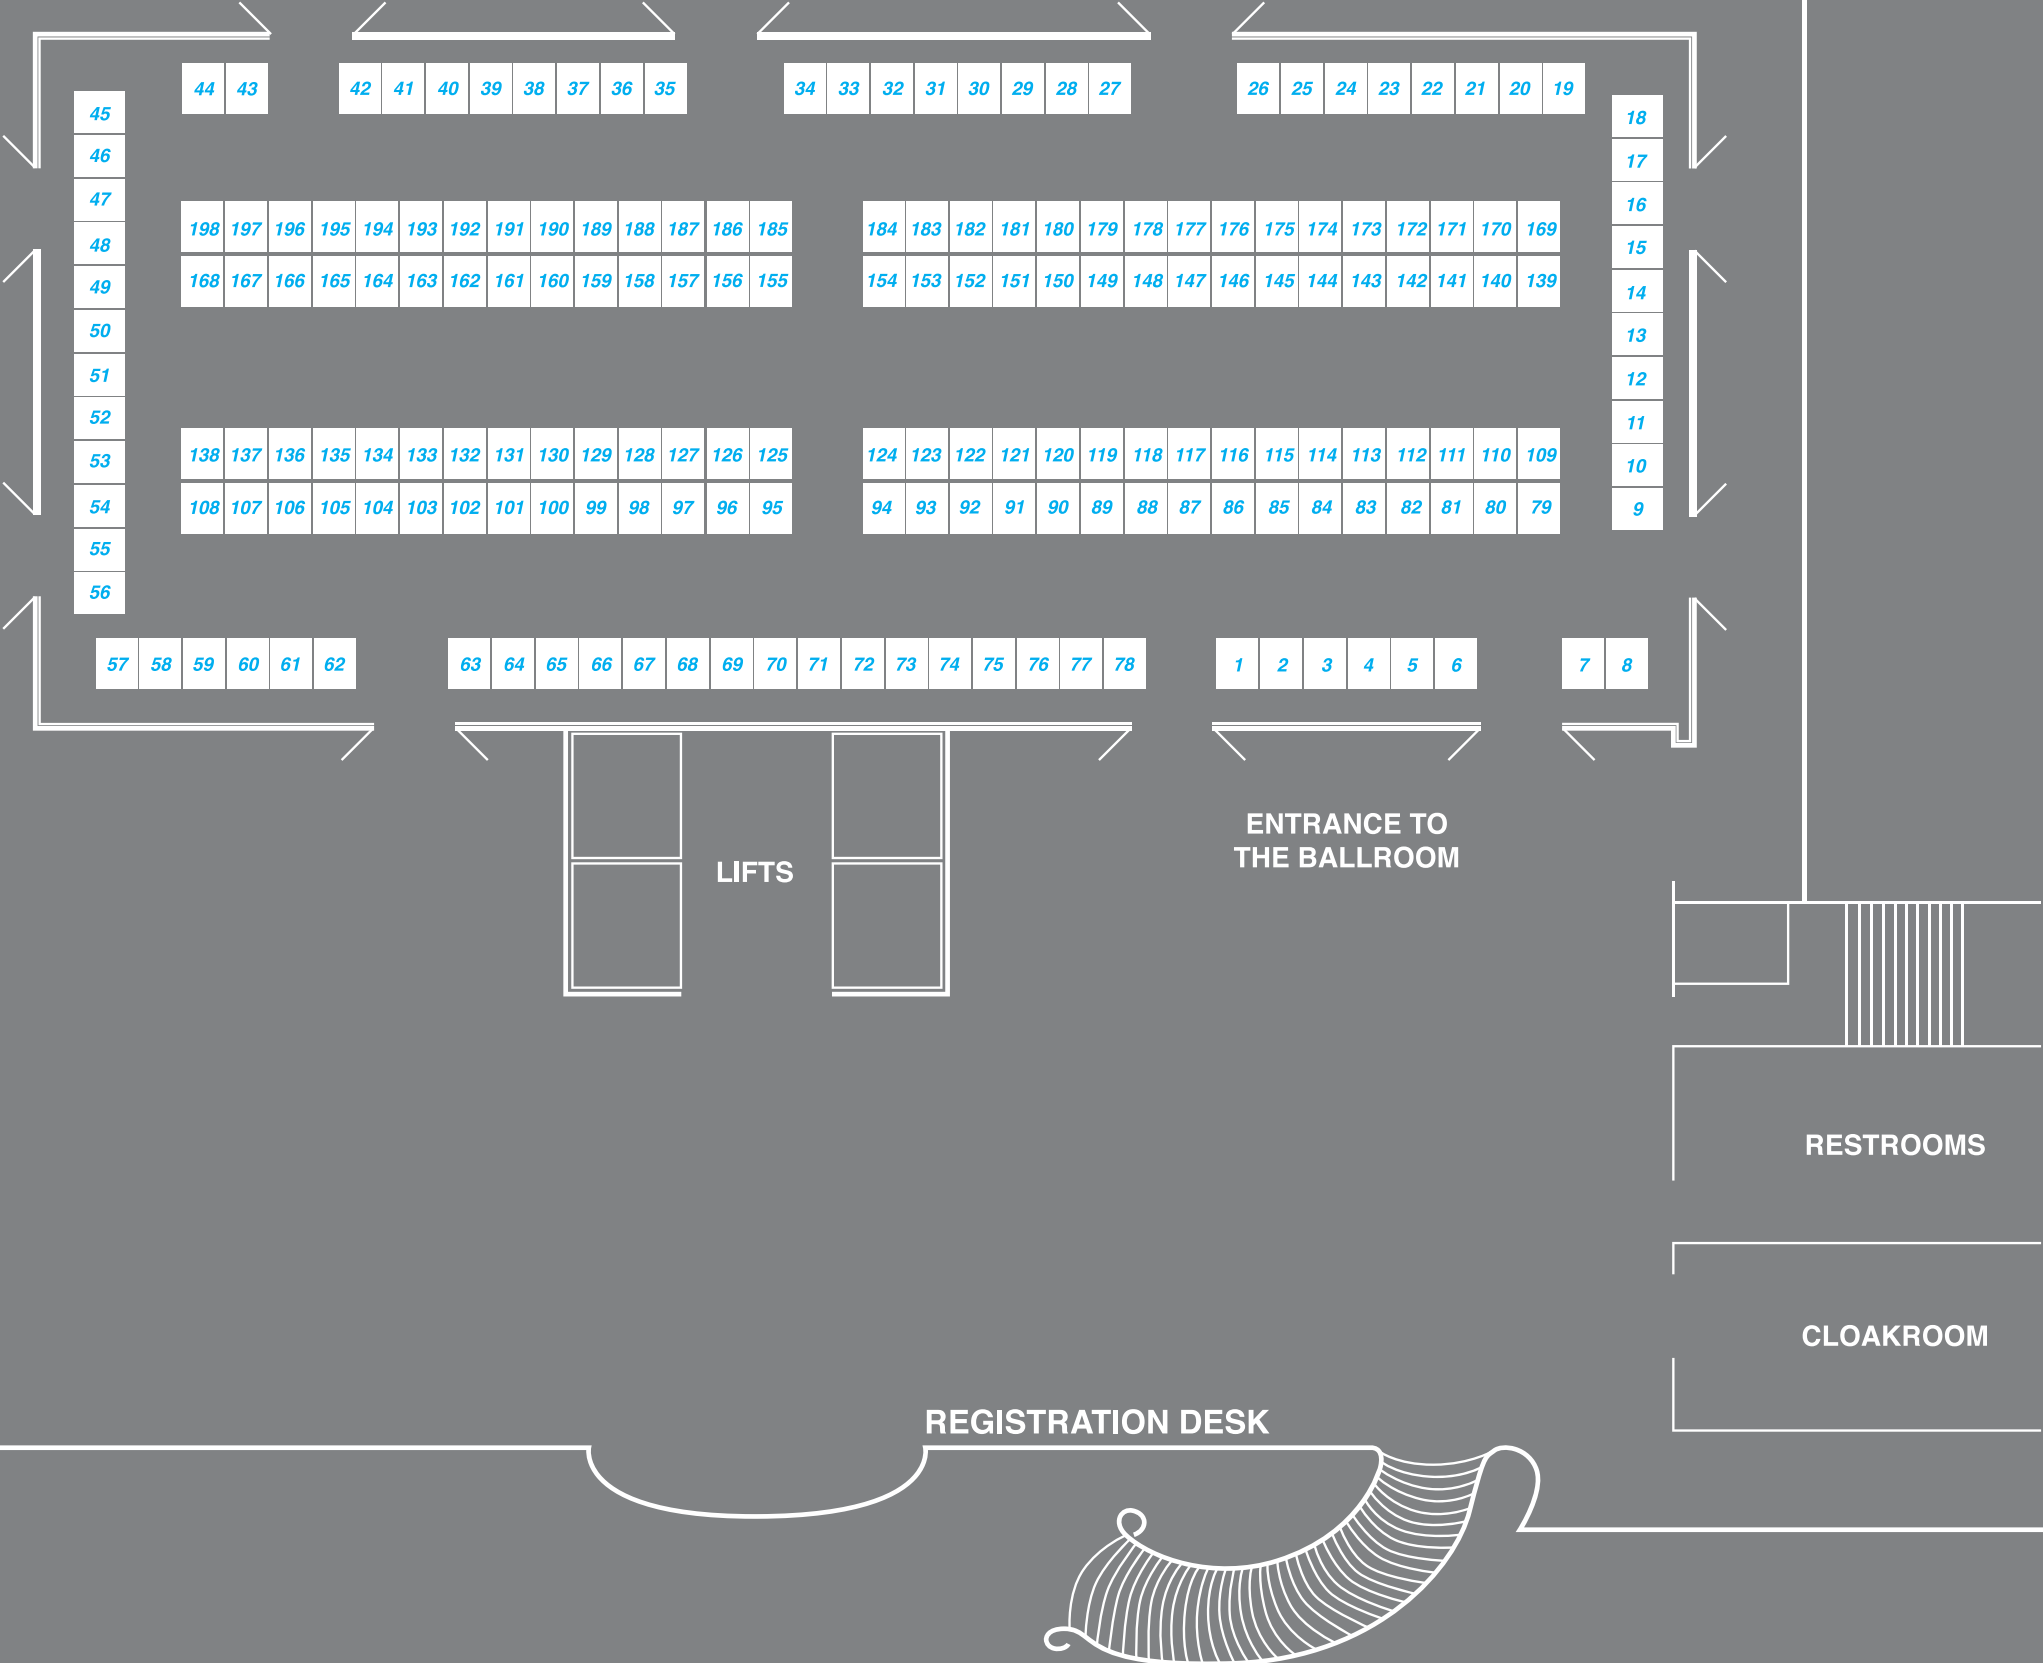 44 43 42 41 40 39 38 37 36 35 34 33 32 31 30 29 28 27 26 25 24 23 22 21 20 19
45
46
47
48
49
50
51
52
53
54
55
56
18
17
16
15
14
13
12
11
10
9
198 197 196 195 194 193 192 191 190 189 188 187 186 185 184 183 182 181 180 179 178 177 176 175 174 173 172 171 170 169
168 167 166 165 164 163 162 161 160 159 158 157 156 155 154 153 152 151 150 149 148 147 146 145 144 143 142 141 140 139
138 137 136 135 134 133 132 131 130 129 128 127 126 125 124 123 122 121 120 119 118 117 116 115 114 113 112 111 110 109
108 107 106 105 104 103 102 101 100 99 98 97 96 95 94 93 92 91 90 89 88 87 86 85 84 83 82 81 80 79
57 58 59 60 61 62 63 64 65 66 67 68 69 70 71 72 73 74 75 76 77 78 1 2 3 4 5 6 7 8
ENTRANCE TO
THE BALLROOM
LIFTS
RESTROOMS
CLOAKROOM
REGISTRATION DESK